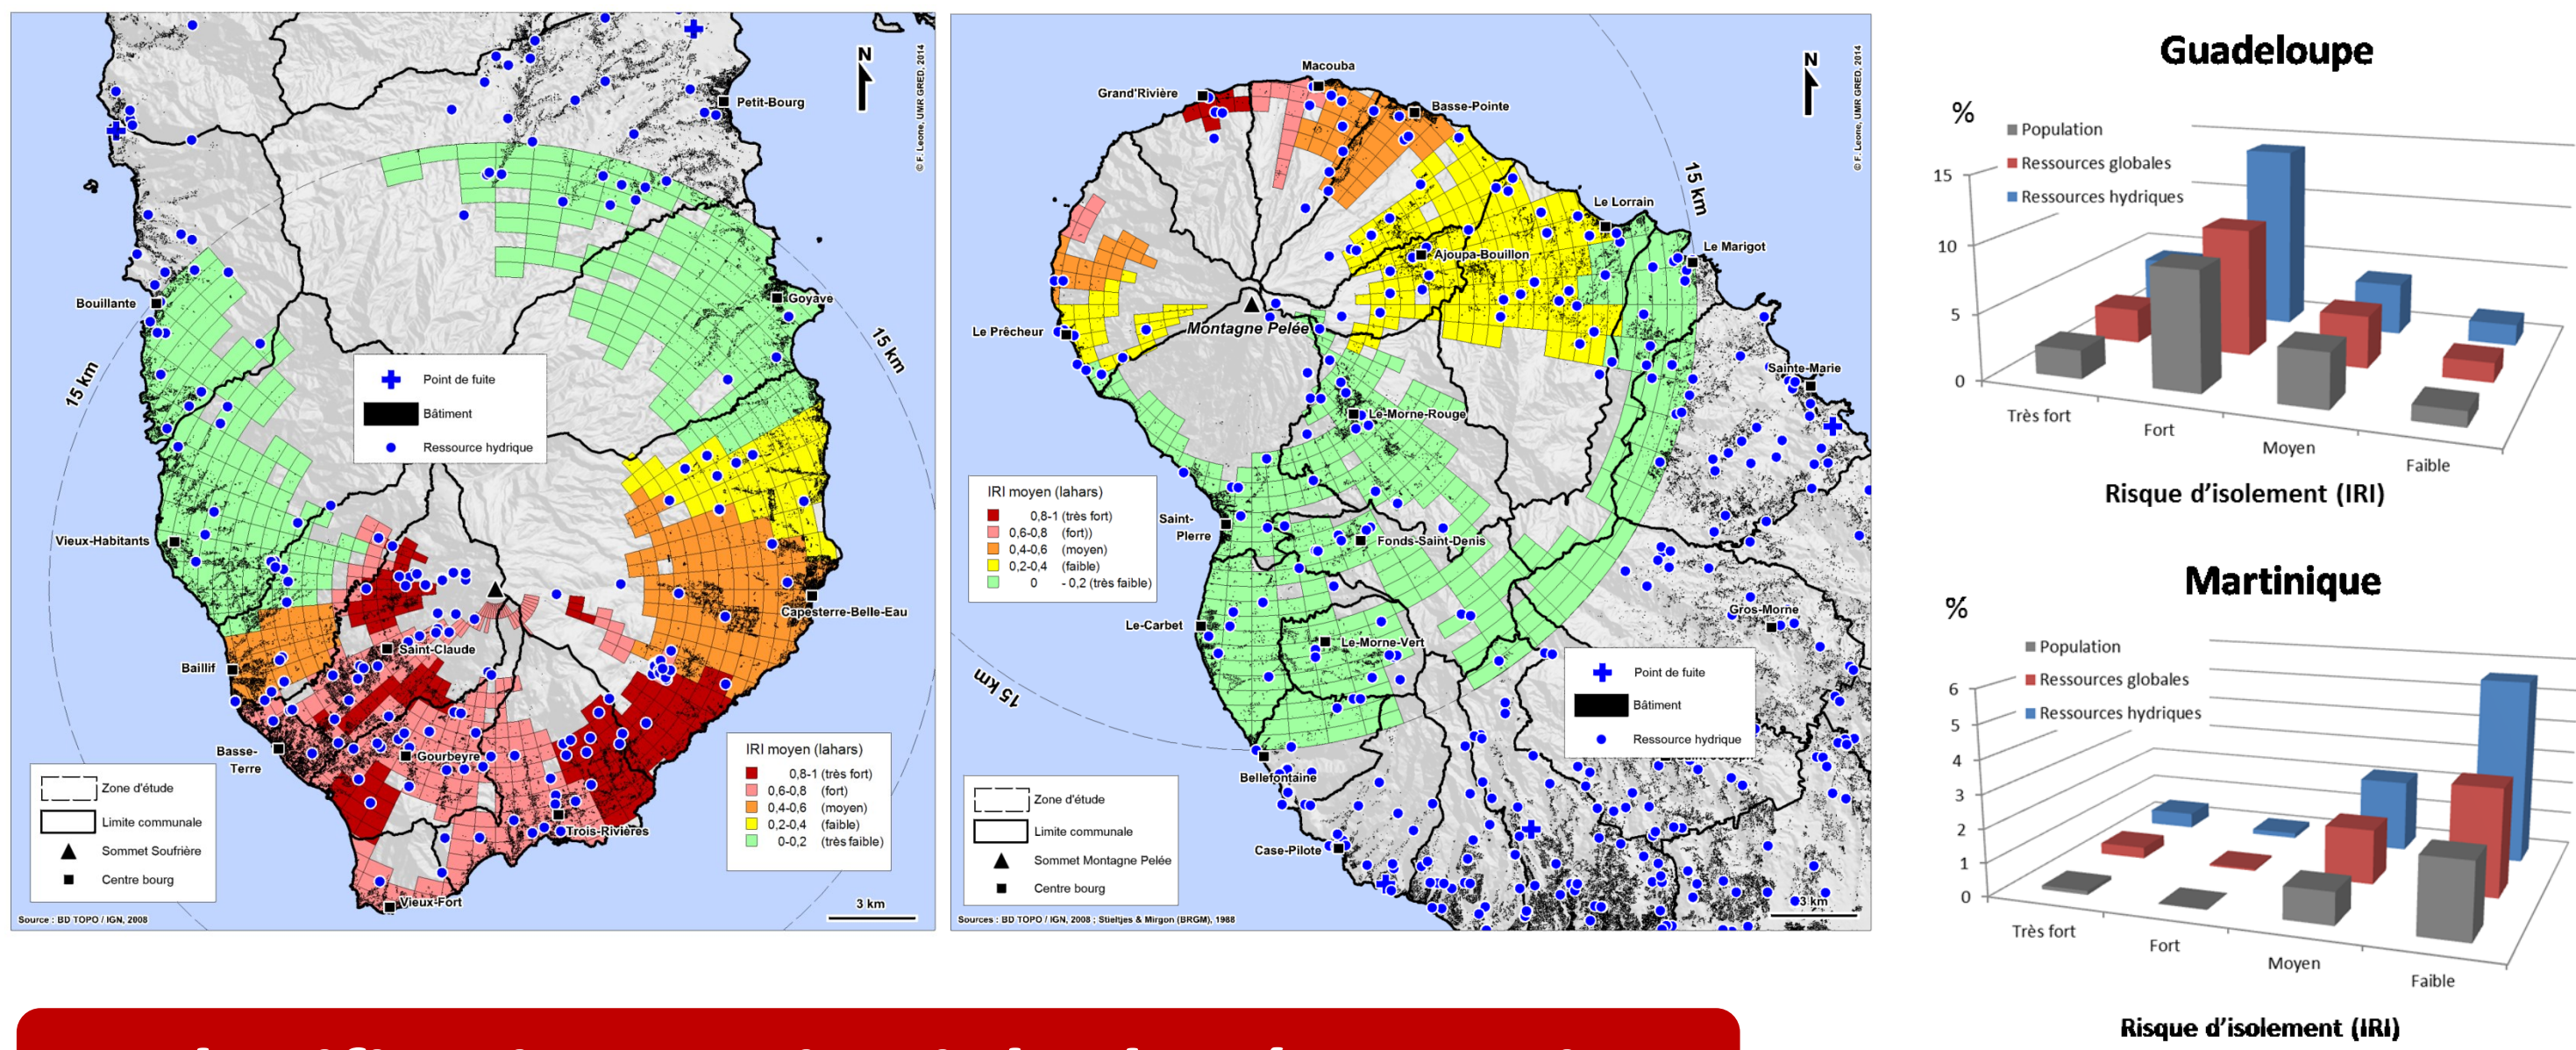 N
© F. Leone, UMR GRED, 2014
Petit-Bourg
Bouillante
Goyave
15 km
15 km
Point de fuite
Bâtiment
Ressource hydrique
Vieux-Habitants
Capesterre-Belle-Eau
Saint-Claude
Baillif
Basse-
Terre
Gourbeyre
Trois-Rivières
Vieux-Fort
IRI moyen (lahars)
0,8-1 (très fort)
0,6-0,8 (fort)
0,4-0,6 (moyen)
0,2-0,4 (faible)
0-0,2 (très faible)
Zone d'étude
Limite communale
Sommet Soufrière
Centre bourg
3 km
Source : BD TOPO / IGN, 2008
N
© F. Leone, UMR GRED, 2014
Macouba
Grand'Rivière
Basse-Pointe
15 km
Le Lorrain
Le Marigot
Ajoupa-Bouillon
Montagne Pelée
Le Prêcheur
Sainte-Marie
Le-Morne-Rouge
IRI moyen (lahars)
0,8-1 (très fort)
0,6-0,8 (fort))
0,4-0,6 (moyen)
0,2-0,4 (faible)
0 - 0,2 (très faible)
Saint-
Pierre
Fonds-Saint-Denis
Gros-Morne
Le-Carbet
Le-Morne-Vert
15 km
Point de fuite
Bâtiment
Ressource hydrique
Bellefontaine
Case-Pilote
Zone d'étude
Limite communale
Sommet Montagne Pelée
Centre bourg
3 km
Sources : BD TOPO / IGN, 2008 ; Stieltjes & Mirgon (BRGM), 1988
Guadeloupe
%
Population
Ressources globales
Ressources hydriques
15
10
5
0
Très fort
Fort
Moyen
Faible
Risque d'isolement (IRI)
Martinique
%
Population
Ressources globales
Ressources hydriques
6
5
4
3
2
1
0
Très fort
Fort
Moyen
Faible
Risque d'isolement (IRI)